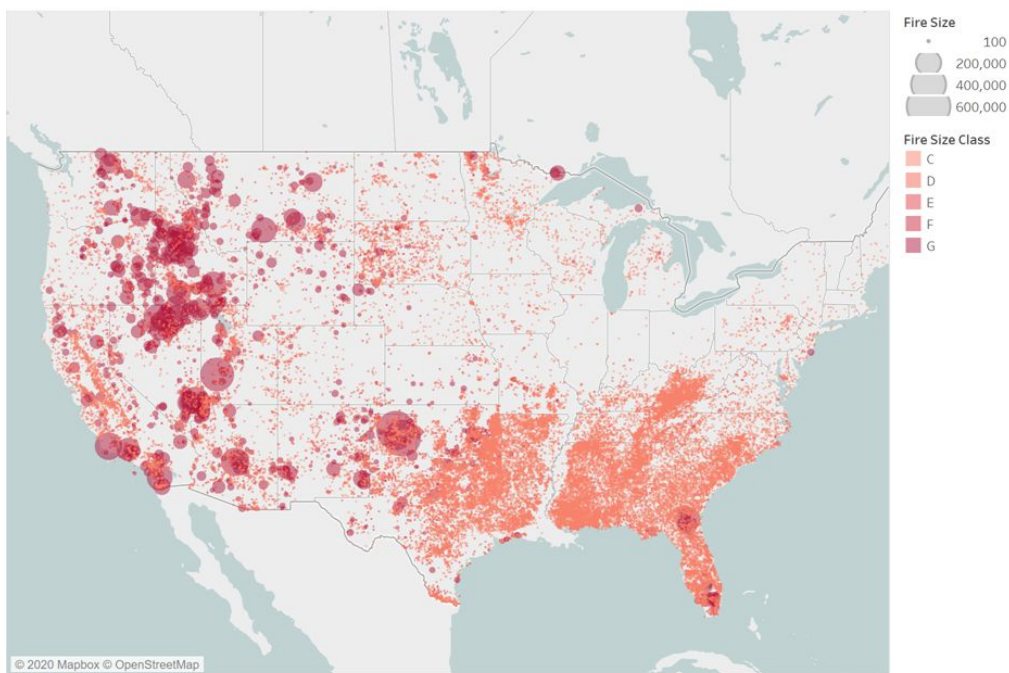 Fire Size
100
200,000
400,000
600,000
Fire Size Class
C
D
E
F
G
© 2020 Mapbox © OpenStreetMap